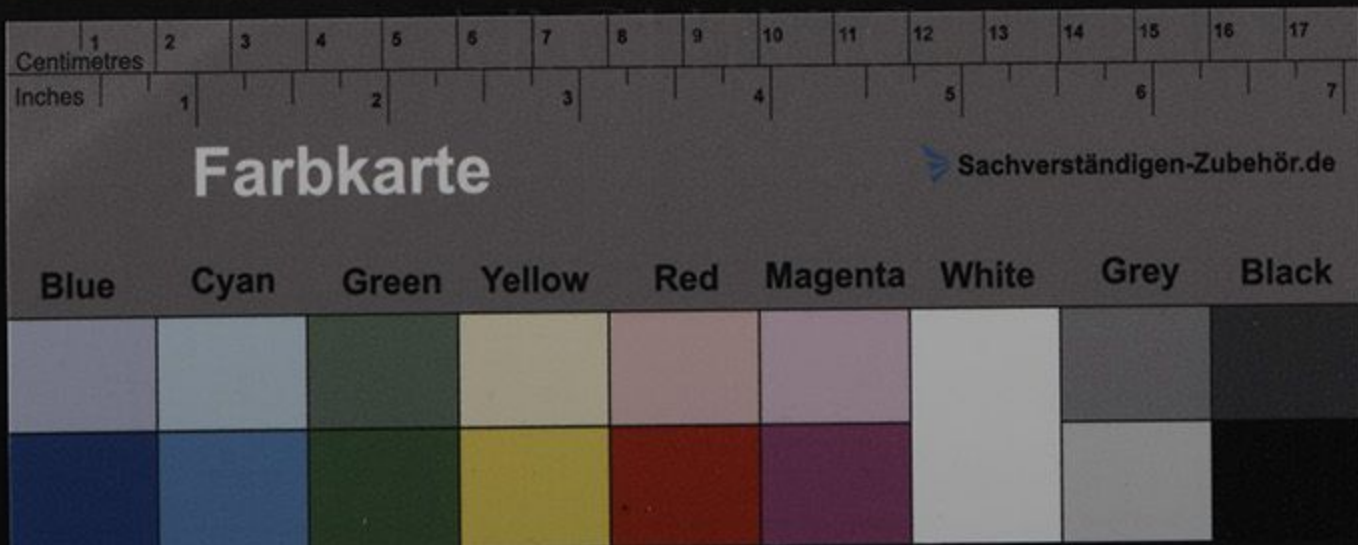 1 2 3 4 5 6 7 8 9 10 11 12 13 14 15 16 17
Centimetres
Inches 1 2 3 4 5 6 7
Farbkarte
Sachverständigen-Zubehör.de
Blue Cyan Green Yellow Red Magenta White Grey Black